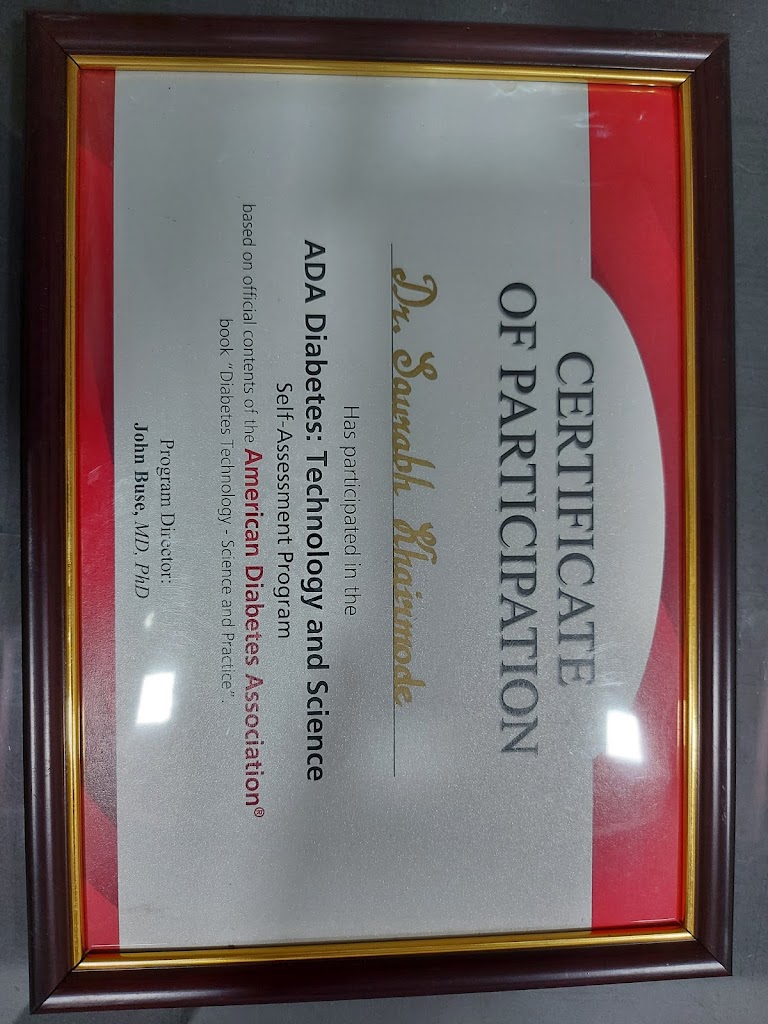 CERTIFICATE
OF PARTICIPATION
Dr. Sourabh Khairnode
Has participated in the
ADA Diabetes: Technology and Science
Self-Assessment Program
based on official contents of the American Diabetes Association®
book "Diabetes Technology - Science and Practice".
Program Director:
John Buse, MD, PhD